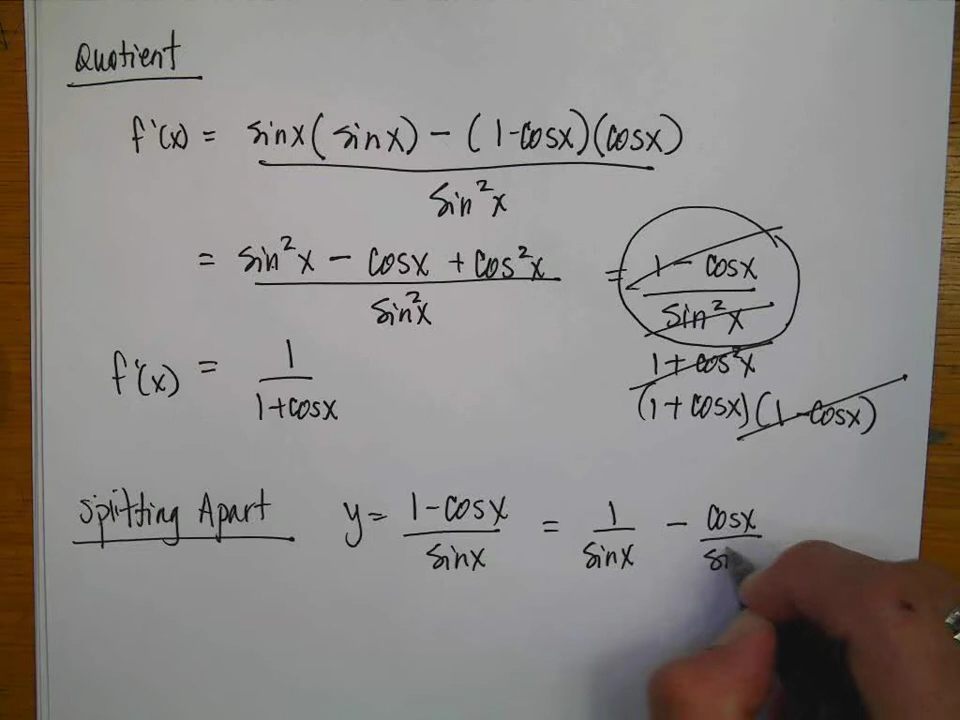 Quotient
f'(x) = sinx(sinx) - (1-cosx)(cosx)
sin²x
= sin²x - cosx + cos²x
sin²x
= 1 - cosx
sin²x
1 + cos²x
(1 + cosx)(1 - cosx)
f'(x) = 1
1+cosx
Splitting Apart
y = 1-cosx
sinx
= 1
sinx
- cosx
si